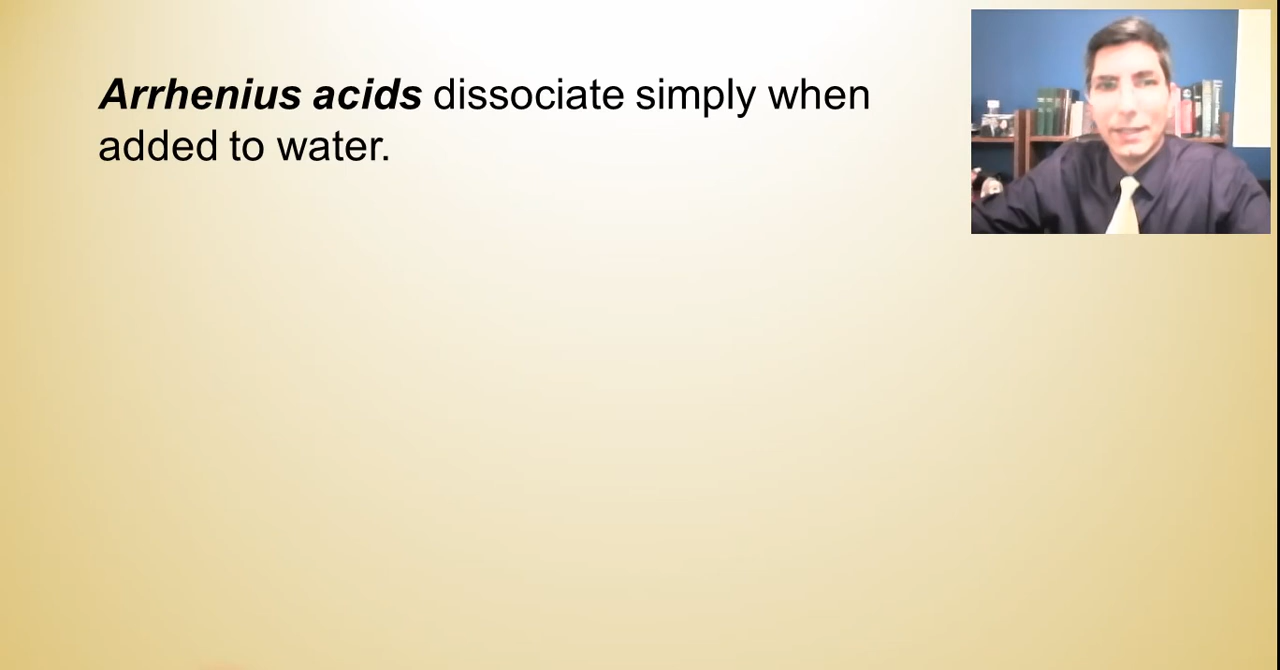 Arrhenius acids dissociate simply when
added to water.